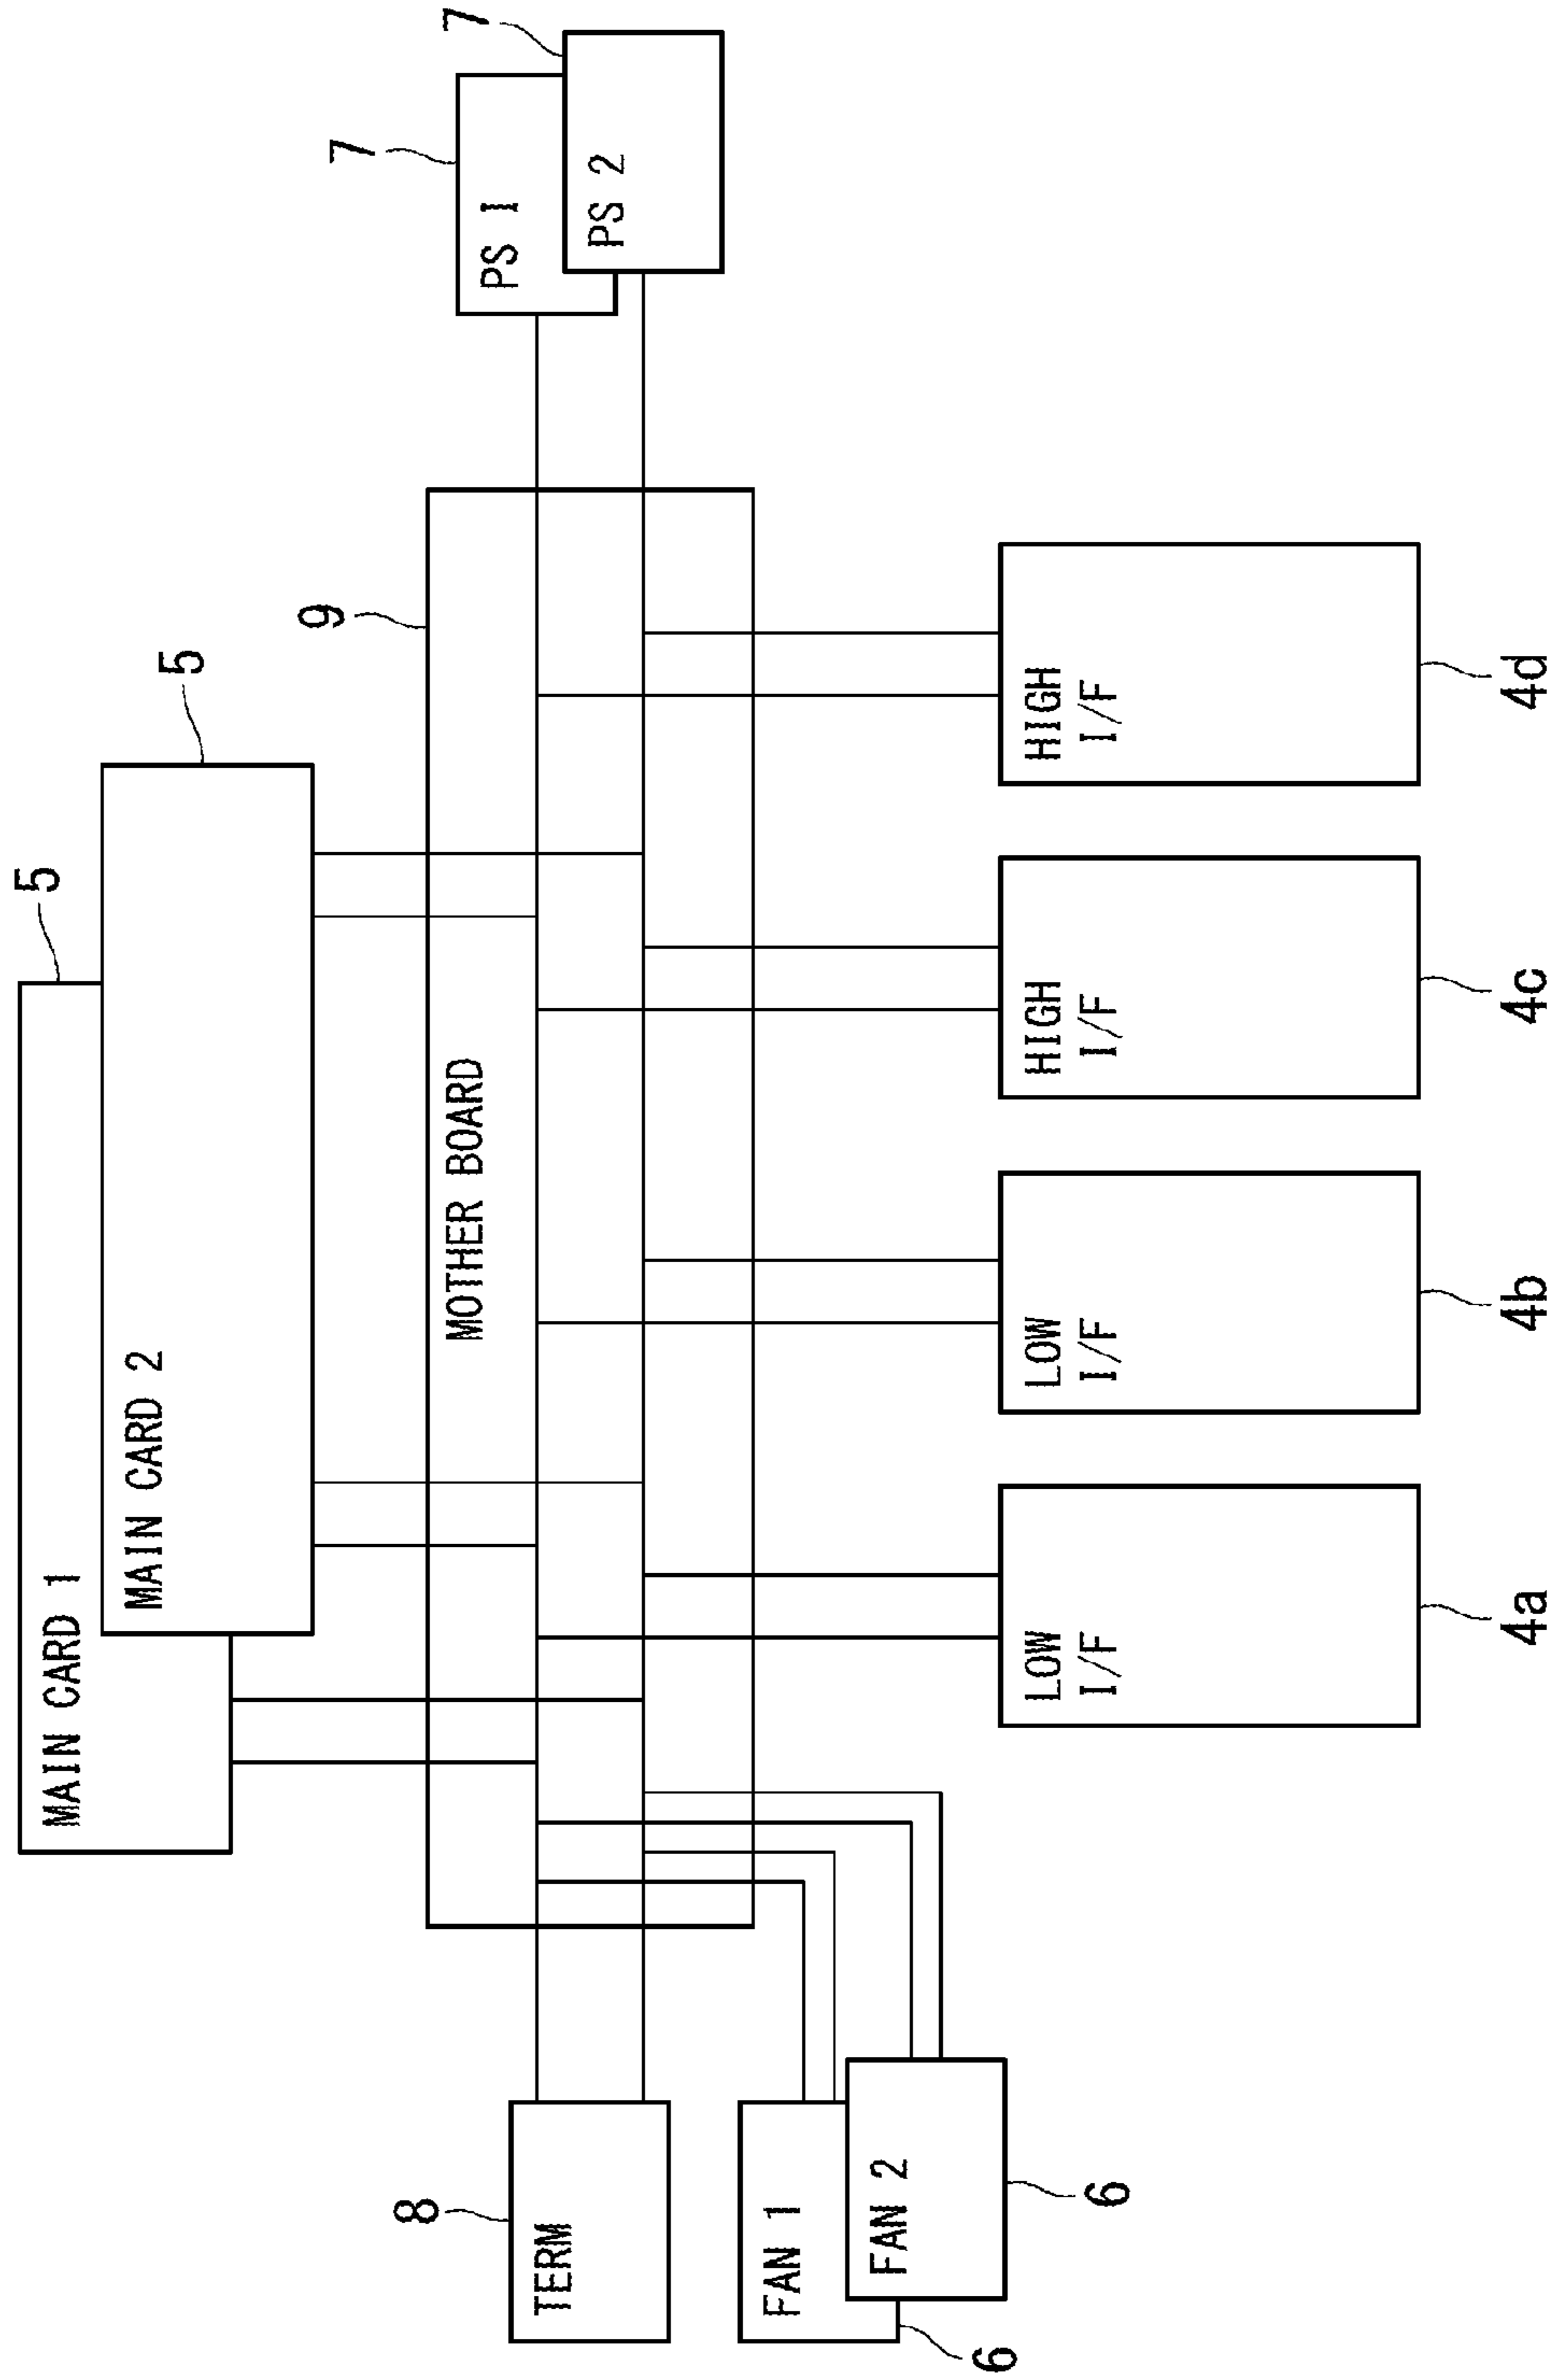 5
MAIN CARD 1
5
MAIN CARD 2
9
MOTHER BOARD
7
PS 1
7
PS 2
8
TERM
FAN 1
6
FAN 2
6
LOW
I/F
4a
LOW
I/F
4b
HIGH
I/F
4c
HIGH
I/F
4d